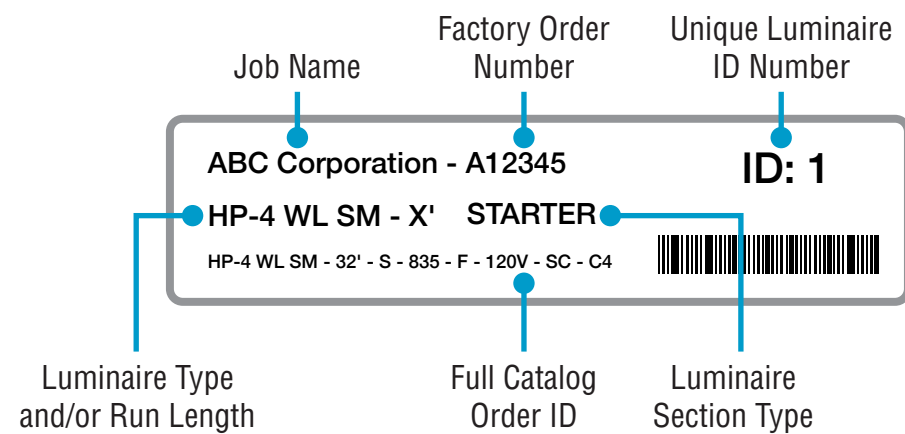 Job Name
Factory Order
Number
Unique Luminaire
ID Number
ABC Corporation - A12345
ID: 1
HP-4 WL SM - X' STARTER
HP-4 WL SM - 32' - S - 835 - F - 120V - SC - C4
Luminaire Type
and/or Run Length
Full Catalog
Order ID
Luminaire
Section Type